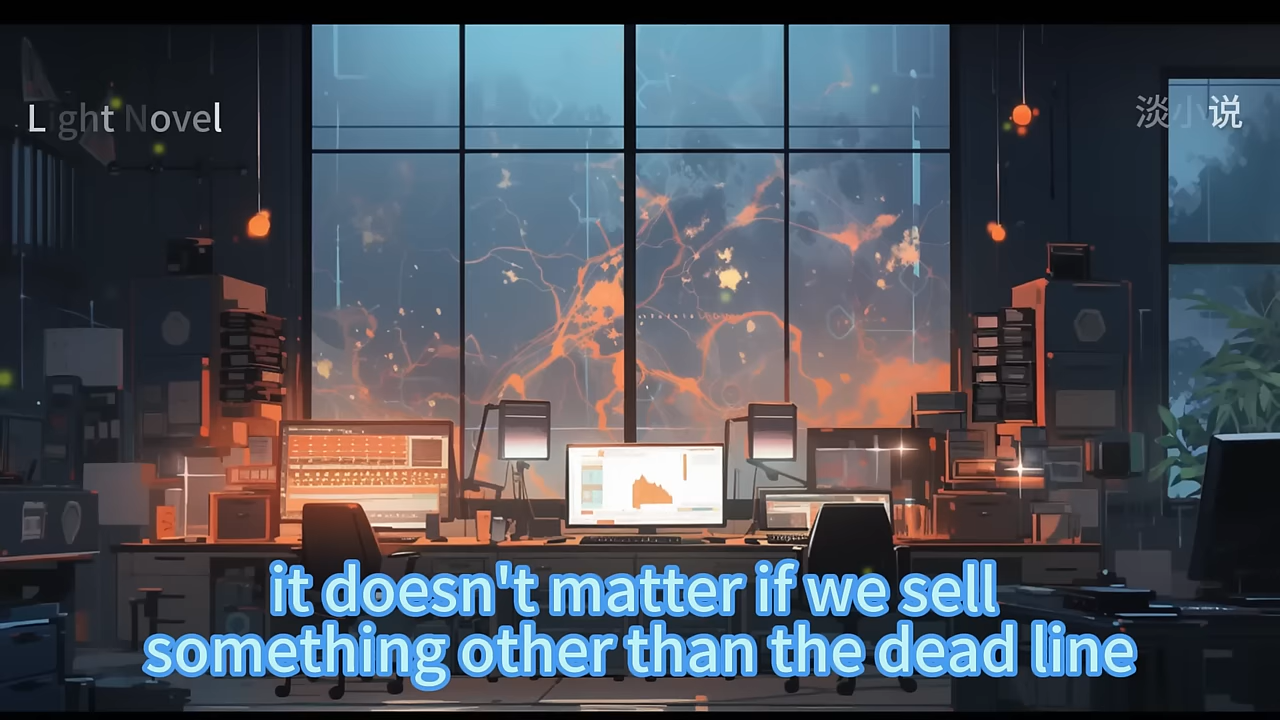 Light Novel
淡小说
it doesn't matter if we sell
something other than the dead line